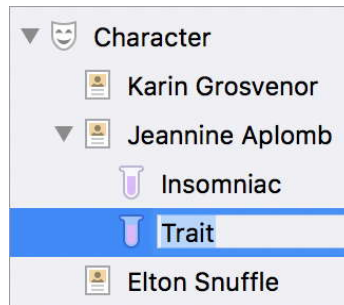 Character
Karin Grosvenor
Jeannine Aplomb
Insomniac
Trait
Elton Snuffle